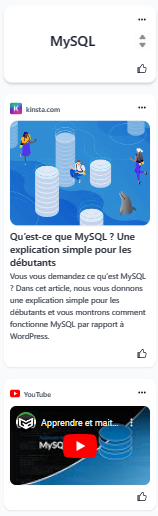 MySQL
kinsta.com
Qu'est-ce que MySQL ? Une
explication simple pour les
débutants
Vous vous demandez ce qu'est MySQL
? Dans cet article, nous vous donnons
une explication simple pour les
débutants et vous montrons comment
fonctionne MySQL par rapport à
WordPress.
YouTube
Apprendre et mait...
MySQ